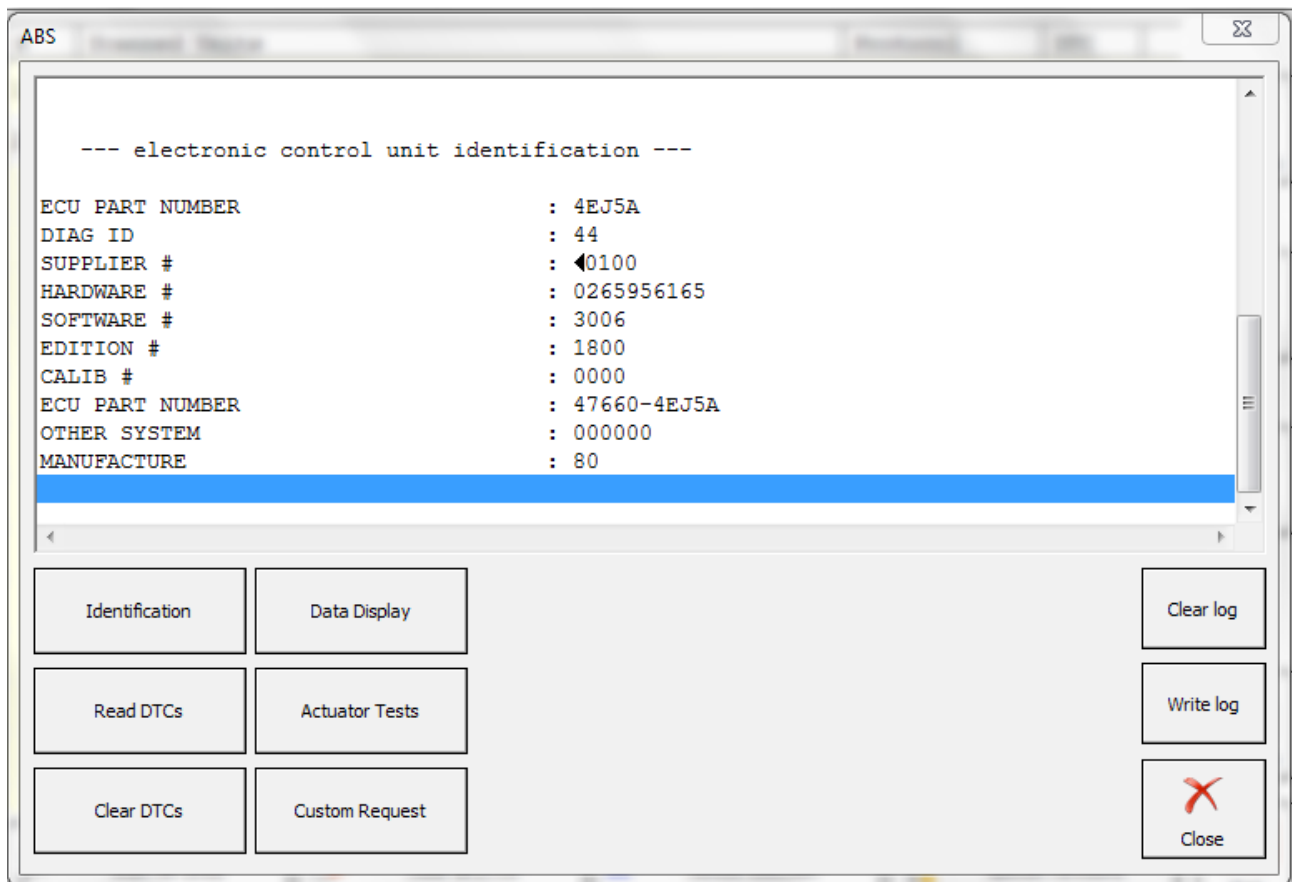 ABS
--- electronic control unit identification ---
ECU PART NUMBER : 4EJ5A
DIAG ID : 44
SUPPLIER # : ◀0100
HARDWARE # : 0265956165
SOFTWARE # : 3006
EDITION # : 1800
CALIB # : 0000
ECU PART NUMBER : 47660-4EJ5A
OTHER SYSTEM : 000000
MANUFACTURE : 80
Identification Data Display Clear log
Read DTCs Actuator Tests Write log
Clear DTCs Custom Request Close